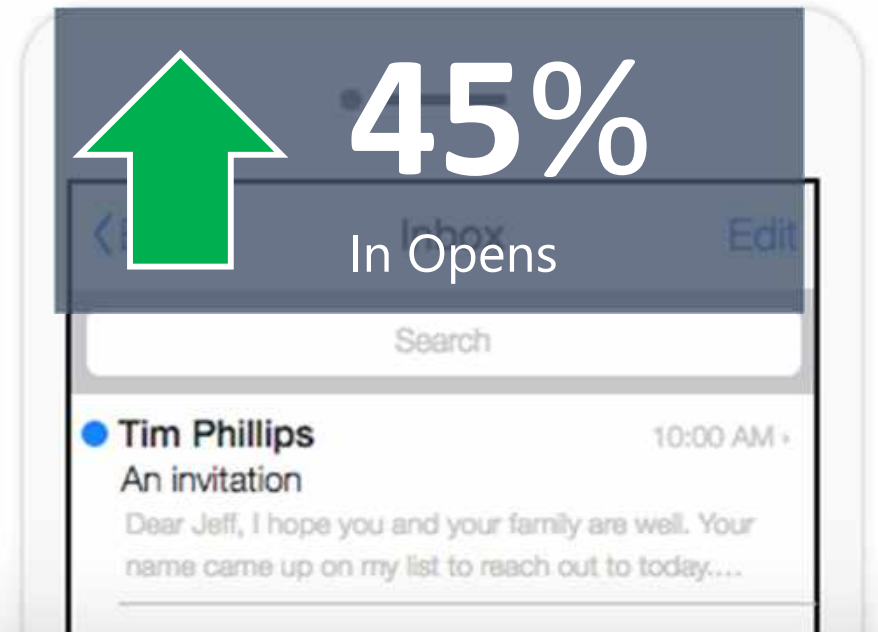 45%
In Opens
Inbox
Edit
Search
Tim Phillips
10:00 AM ›
An invitation
Dear Jeff, I hope you and your family are well. Your
name came up on my list to reach out to today....